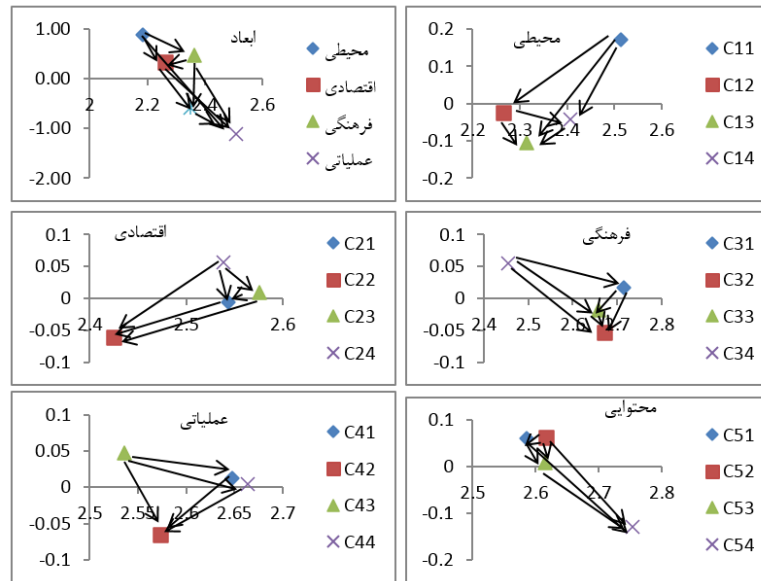 ابعاد
1.00
0.00
-1.00
-2.00
2
2.2
2.4
2.6
محیطی
اقتصادی
فرهنگی
عملیاتی
محیطی
0.2
0.1
0
-0.1
-0.2
2.2
2.3
2.4
2.5
2.6
C11
C12
C13
C14
اقتصادی
0.1
0.05
0
-0.05
-0.1
2.4
2.5
2.6
C21
C22
C23
C24
فرهنگی
0.1
0.05
0
-0.05
-0.1
2.4
2.5
2.6
2.7
2.8
C31
C32
C33
C34
عملیاتی
0.1
0.05
0
-0.05
-0.1
2.5
2.55
2.6
2.65
2.7
C41
C42
C43
C44
محتوایی
0.1
0
-0.1
-0.2
2.5
2.6
2.7
2.8
C51
C52
C53
C54